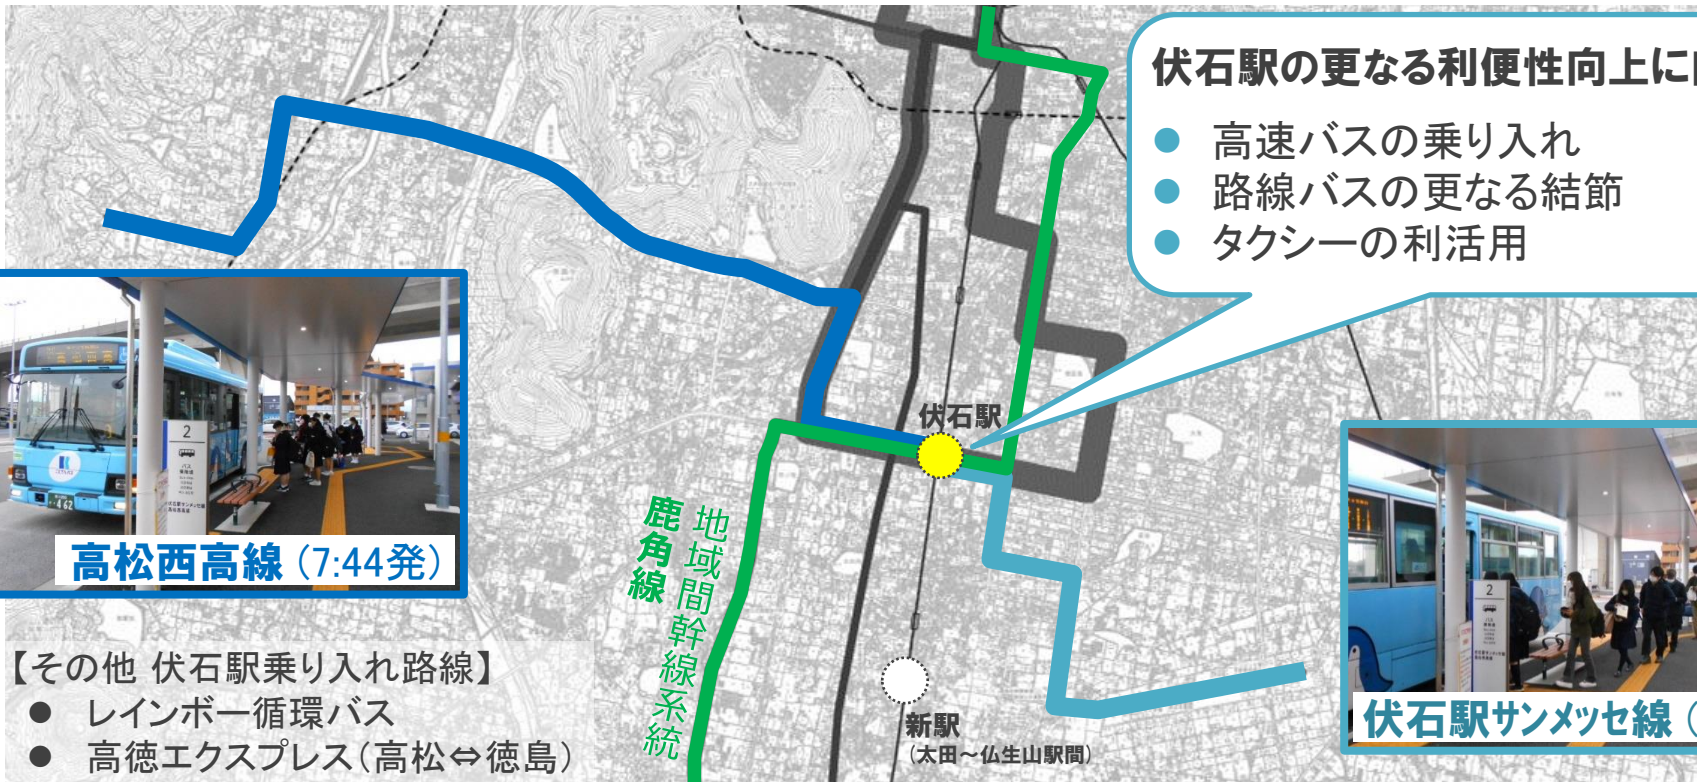 伏石駅の更なる利便性向上に
● 高速バスの乗り入れ
● 路線バスの更なる結節
● タクシーの利活用
伏石駅
2
バス
462
高松西高線 (7:44発)
地域間幹線系統
鹿角線
2
伏石駅サンメッセ線 (
新駅
(太田～仏生山駅間)
【その他 伏石駅乗り入れ路線】
● レインボー循環バス
● 高徳エクスプレス(高松⇔徳島)